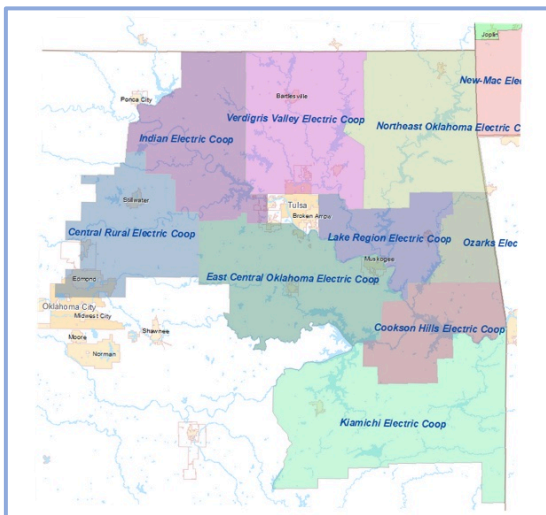 Joplin
New-Mac Elec
Ponca City
Bartlesville
Verdigris Valley Electric Coop
Northeast Oklahoma Electric C
Indian Electric Coop
Stillwater
Tulsa
Broken Arrow
Central Rural Electric Coop
Lake Region Electric Coop
Ozarks Elec
Muskogee
East Central Oklahoma Electric Coop
Edmond
Oklahoma City
Midwest City
Cookson Hills Electric Coop
Shawnee
Moore
Norman
Kiamichi Electric Coop